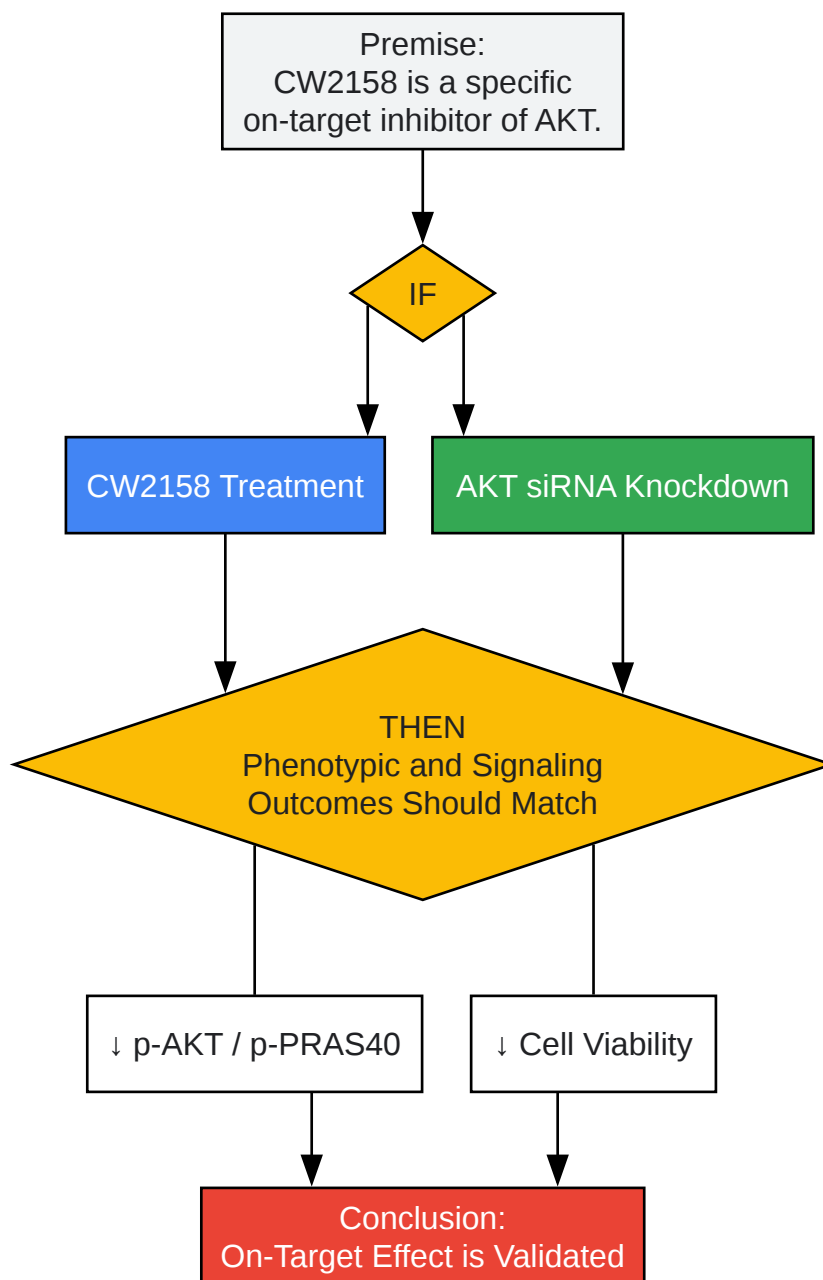 Premise:
CW2158 is a specific
on-target inhibitor of AKT.
IF
CW2158 Treatment
AKT siRNA Knockdown
THEN
Phenotypic and Signaling
Outcomes Should Match
↓ p-AKT / p-PRAS40
↓ Cell Viability
Conclusion:
On-Target Effect is Validated